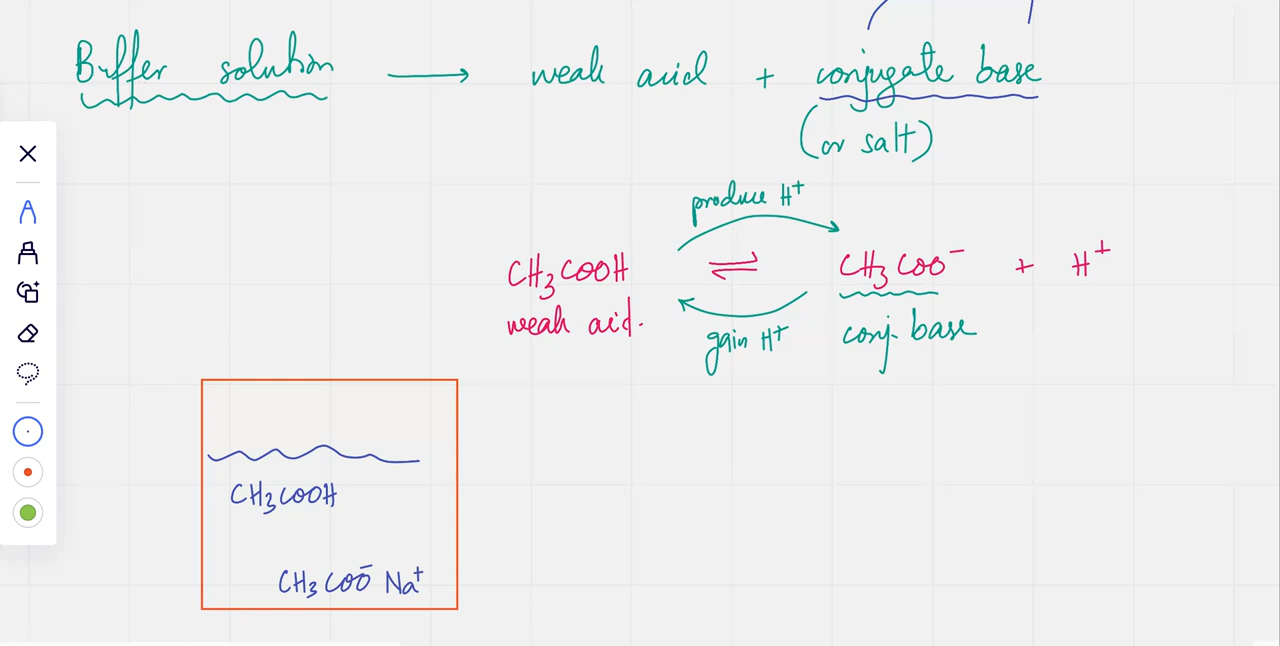 Buffer solution ⟶ weak acid + conjugate base
(or salt)
produce H⁺
CH₃COOH ⇌ CH₃COO⁻ + H⁺
weak acid.
gain H⁺
conj. base
CH₃COOH
CH₃COO⁻ Na⁺